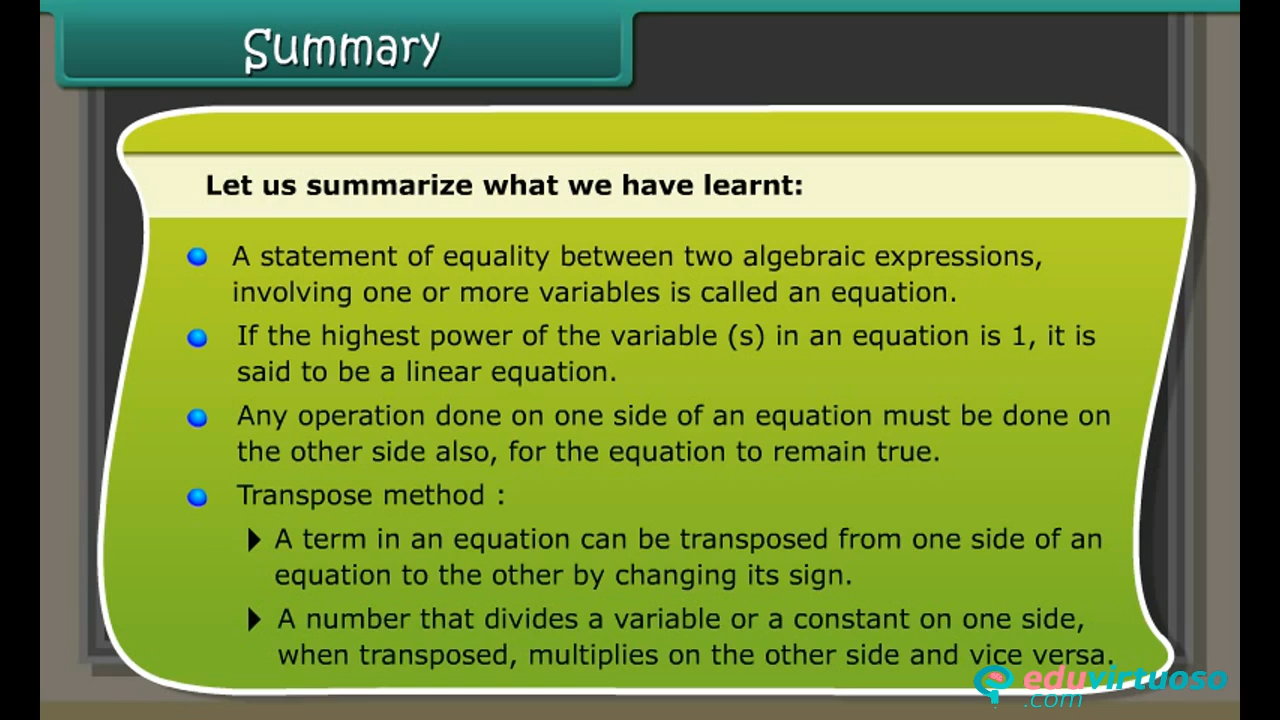 Summary
Let us summarize what we have learnt:
A statement of equality between two algebraic expressions,
involving one or more variables is called an equation.
If the highest power of the variable (s) in an equation is 1, it is
said to be a linear equation.
Any operation done on one side of an equation must be done on
the other side also, for the equation to remain true.
Transpose method :
A term in an equation can be transposed from one side of an
equation to the other by changing its sign.
A number that divides a variable or a constant on one side,
when transposed, multiplies on the other side and vice versa.
eduvirtuoso
.com